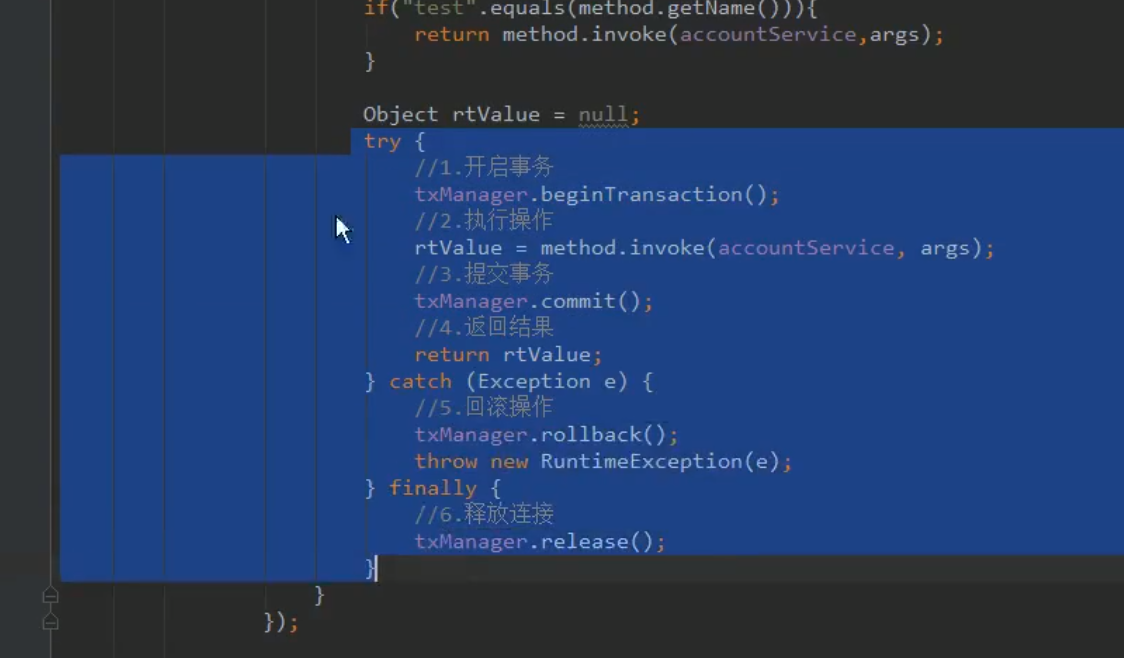 if("test".equals(method.getName())){
return method.invoke(accountService,args);
}
Object rtValue = null;
try {
//1.开启事务
txManager.beginTransaction();
//2.执行操作
rtValue = method.invoke(accountService, args);
//3.提交事务
txManager.commit();
//4.返回结果
return rtValue;
} catch (Exception e) {
//5.回滚操作
txManager.rollback();
throw new RuntimeException(e);
} finally {
//6.释放连接
txManager.release();
}
}
});